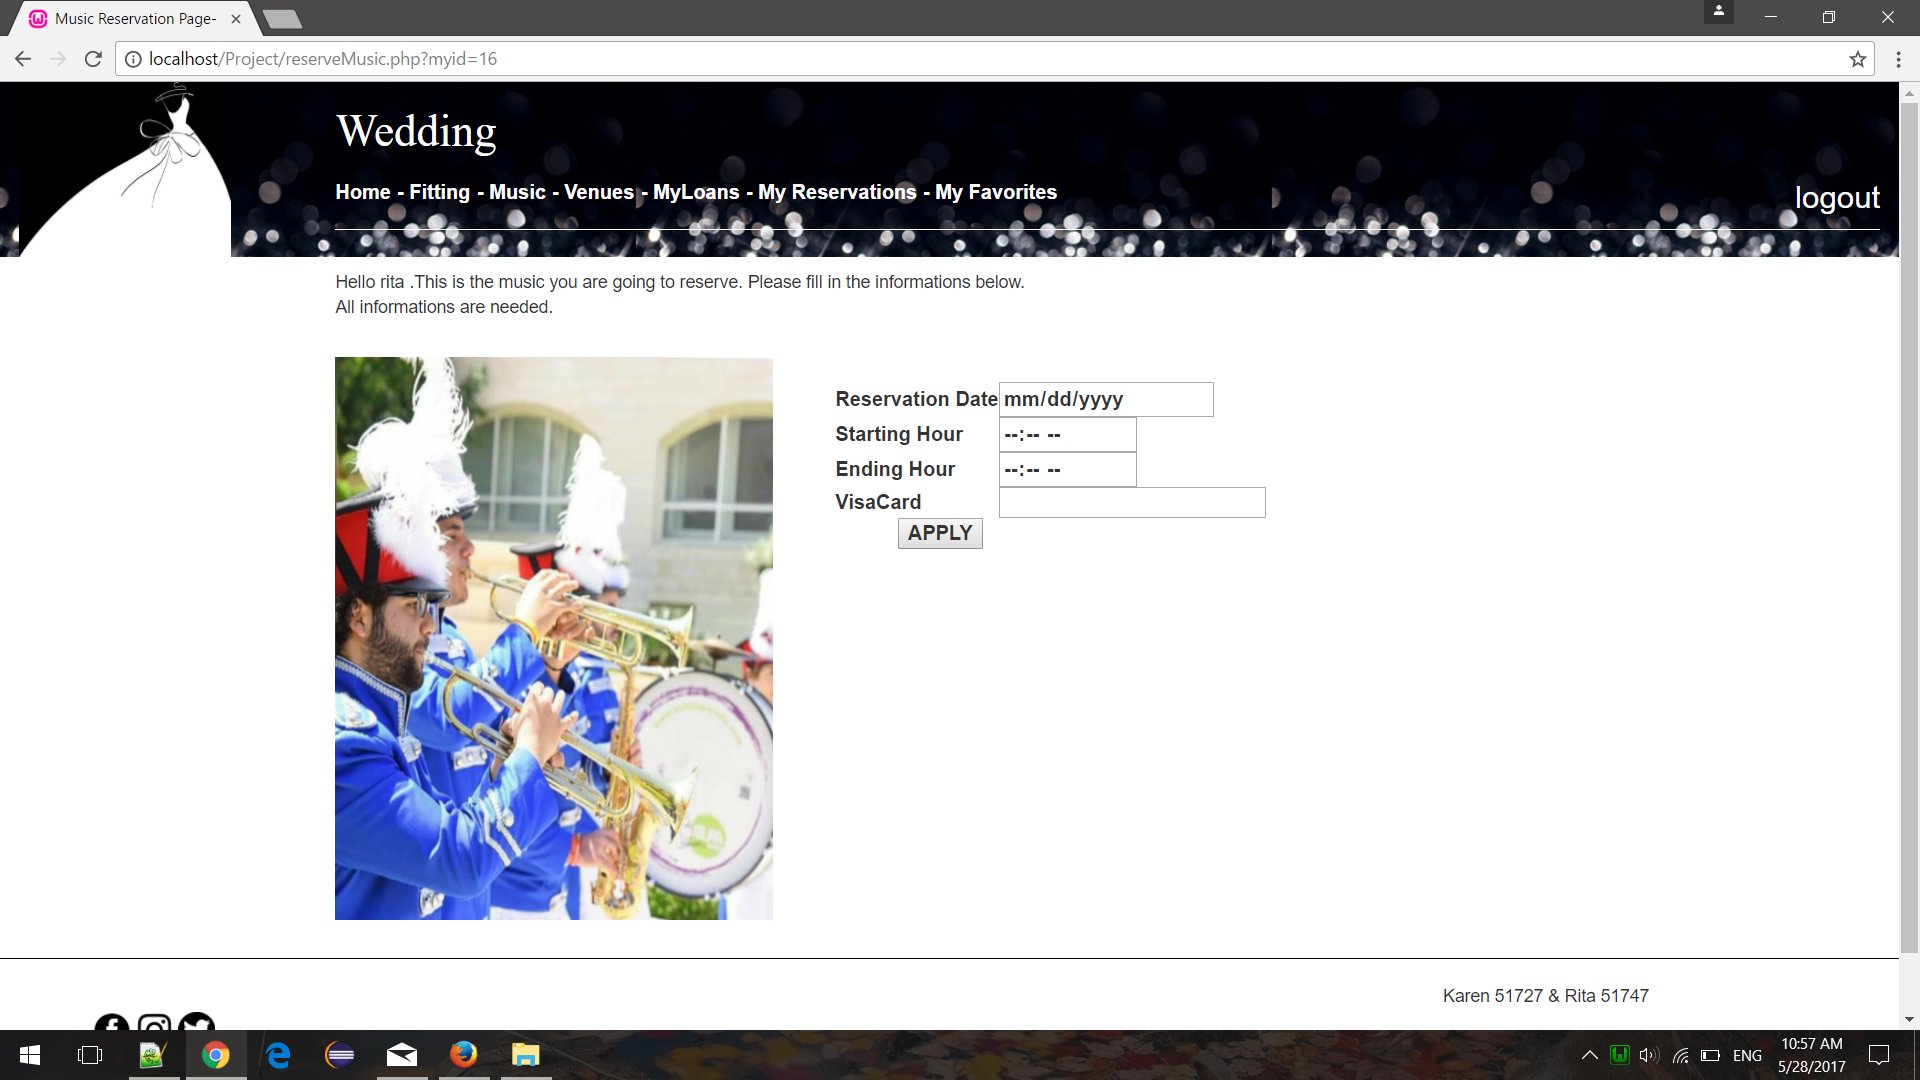 Music Reservation Page-
localhost/Project/reserveMusic.php?myid=16
Wedding
Home - Fitting - Music - Venues - MyLoans - My Reservations - My Favorites
logout
Hello rita .This is the music you are going to reserve. Please fill in the informations below.
All informations are needed.
Reservation Date mm/dd/yyyy
Starting Hour --:-- --
Ending Hour --:-- --
VisaCard
APPLY
Karen 51727 & Rita 51747
ENG
10:57 AM
5/28/2017